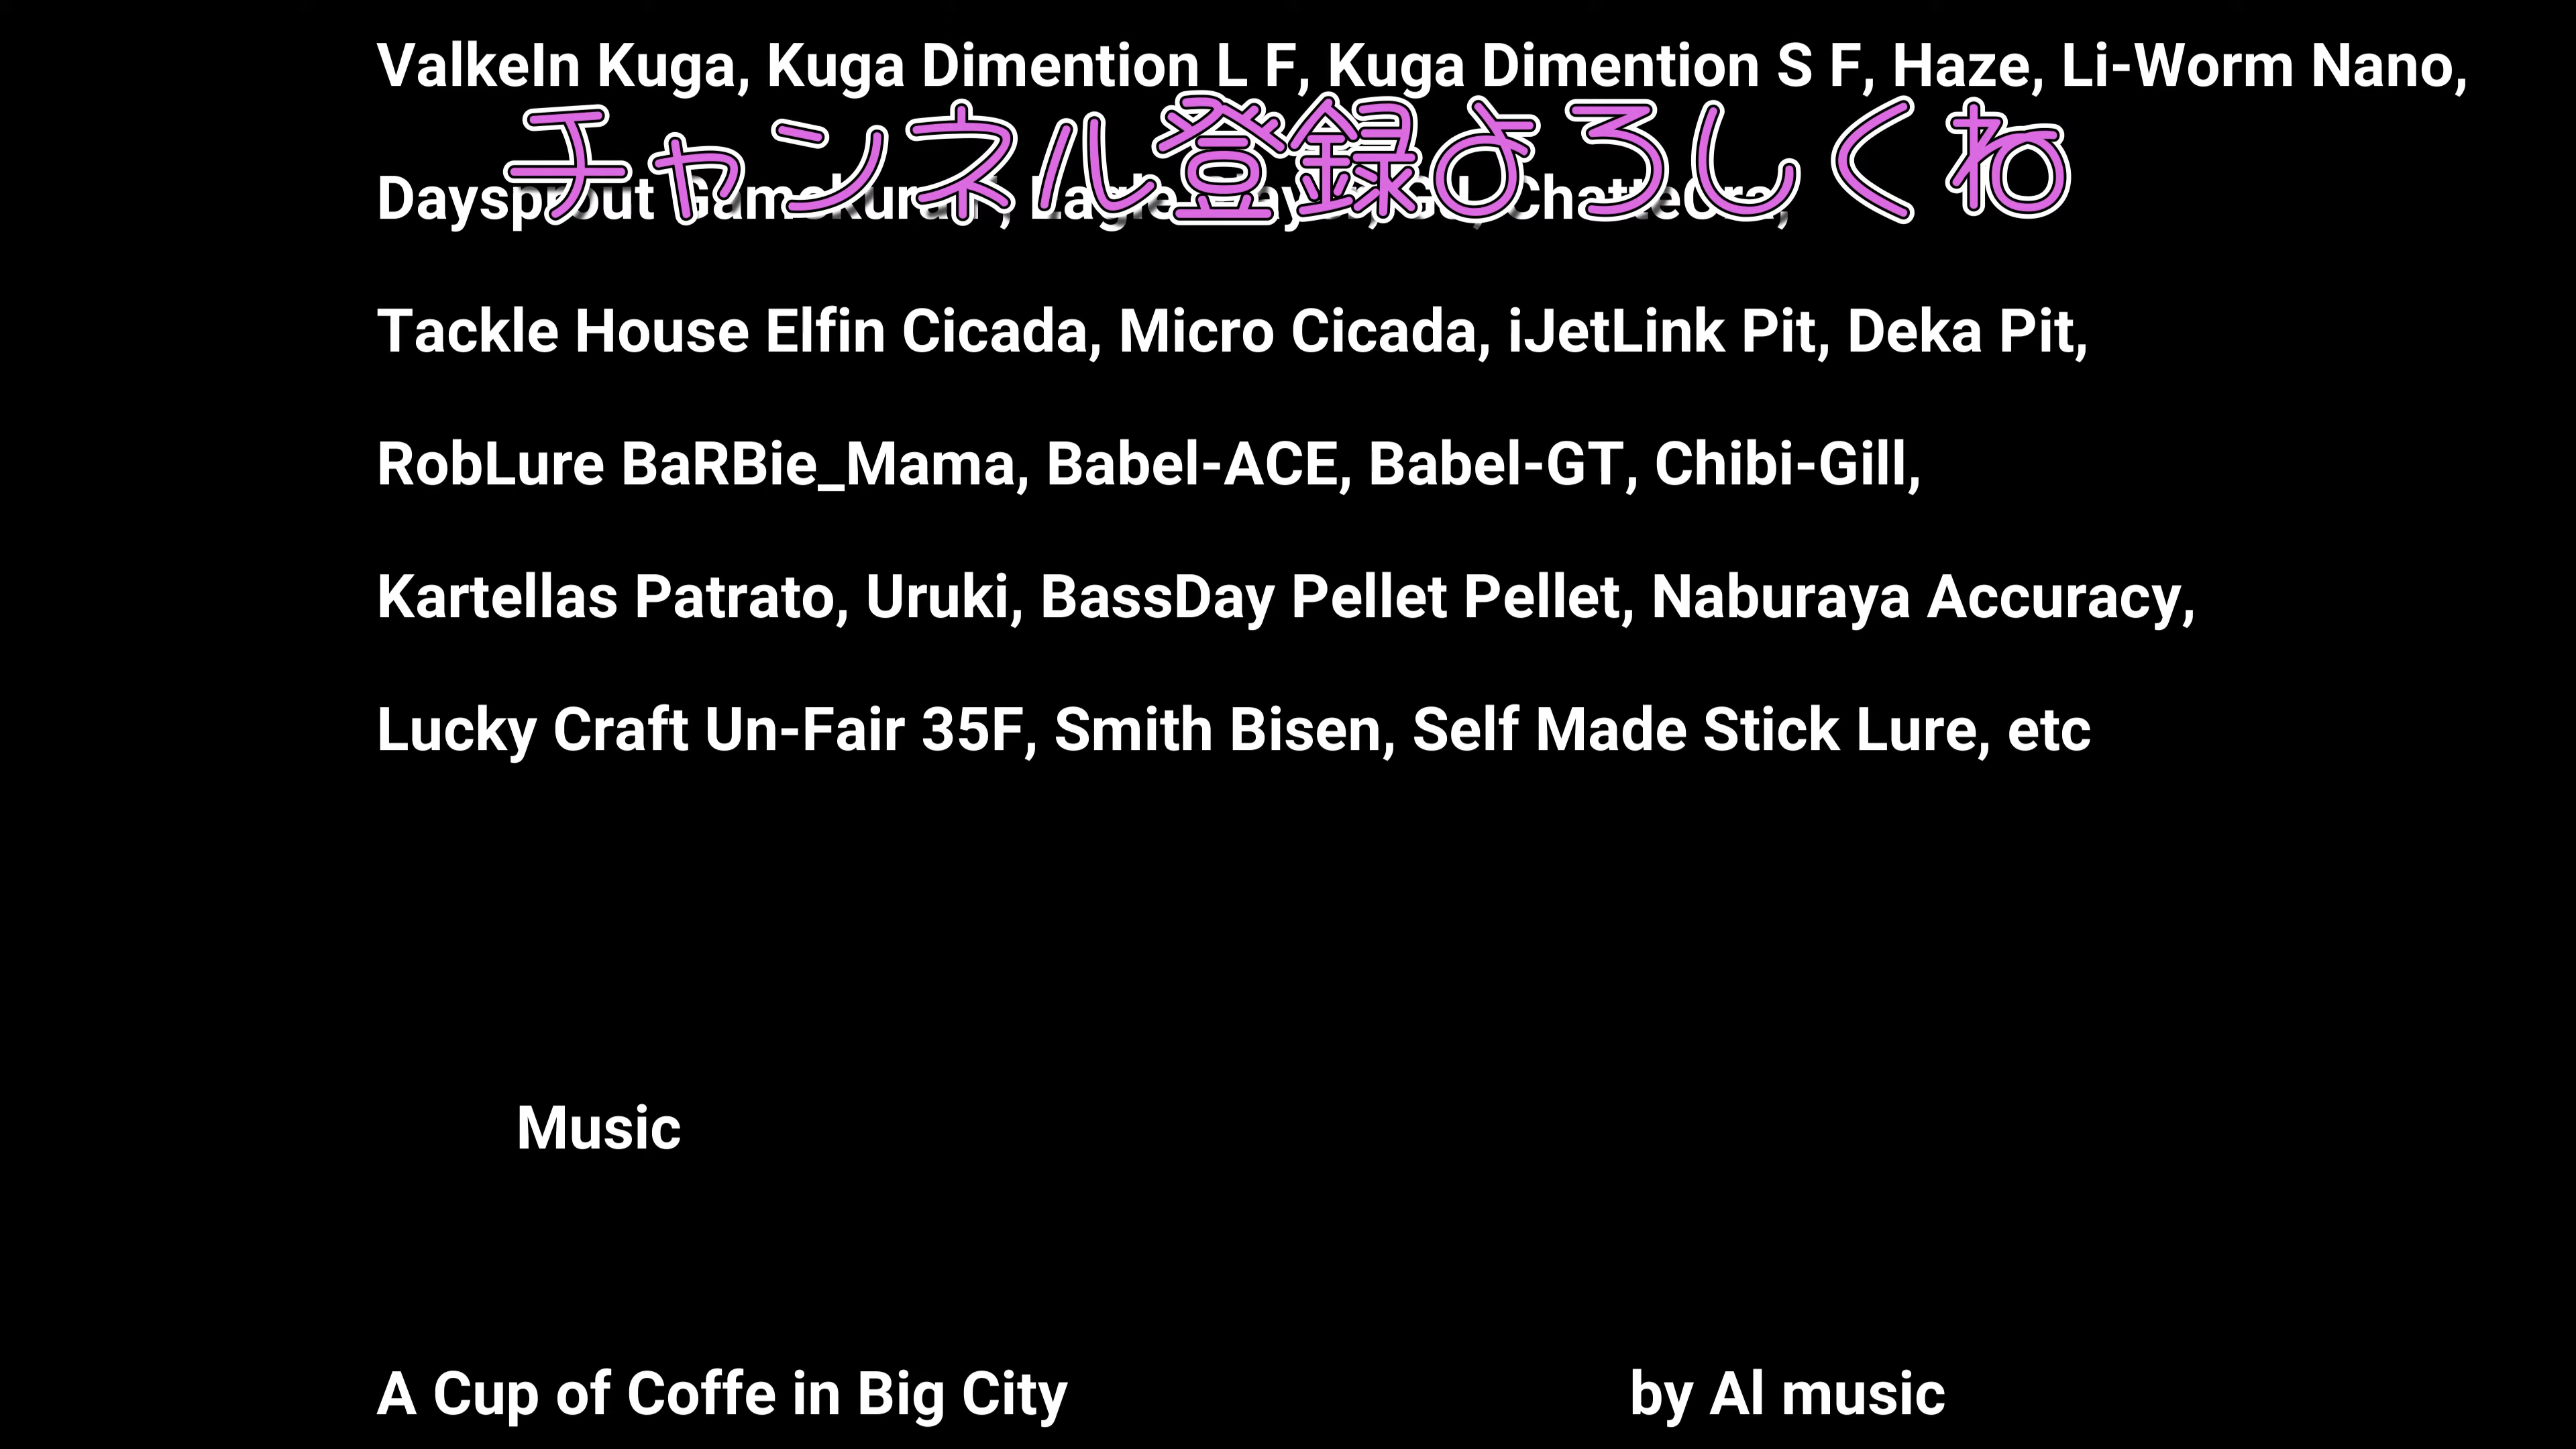 ValkeIn Kuga, Kuga Dimention L F, Kuga Dimention S F, Haze, Li-Worm Nano,
チャンネル登録よろしくね
Daysprout
Tackle House Elfin Cicada, Micro Cicada, iJetLink Pit, Deka Pit,
RobLure BaRBie_Mama, Babel-ACE, Babel-GT, Chibi-Gill,
Kartellas Patrato, Uruki, BassDay Pellet Pellet, Naburaya Accuracy,
Lucky Craft Un-Fair 35F, Smith Bisen, Self Made Stick Lure, etc
Music
A Cup of Coffe in Big City by Al music